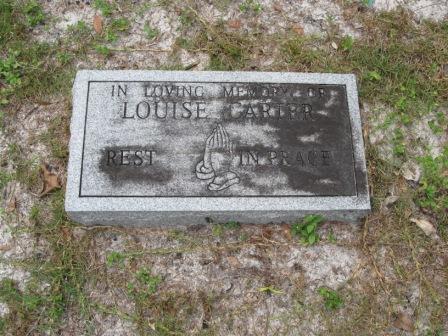 IN LOVING MEMORY OF
LOUISE CARTER
REST IN PEACE